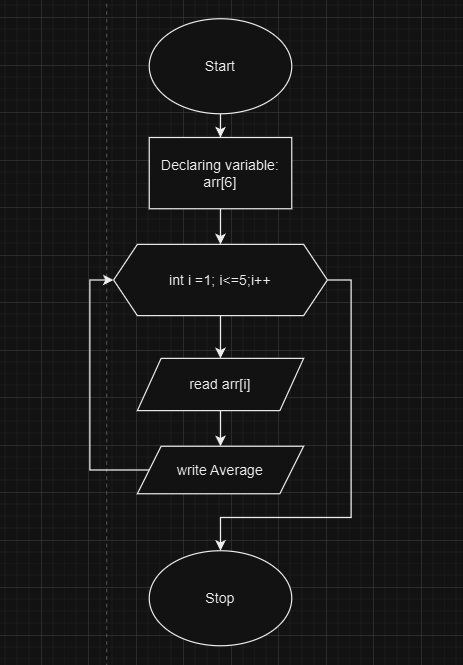 Start
Declaring variable:
arr[6]
int i =1; i<=5;i++
read arr[i]
write Average
Stop